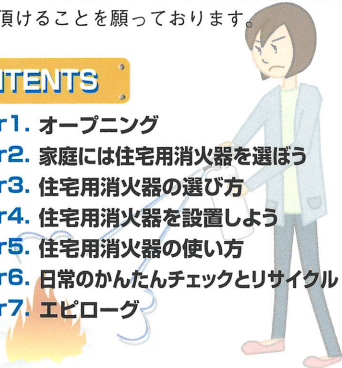 頂けることを願っております。
NTENTS
r1. オープニング
r2. 家庭には住宅用消火器を選ぼう
r3. 住宅用消火器の選び方
r4. 住宅用消火器を設置しよう
r5. 住宅用消火器の使い方
r6. 日常のかんたんチェックとリサイクル
r7. エピローグ